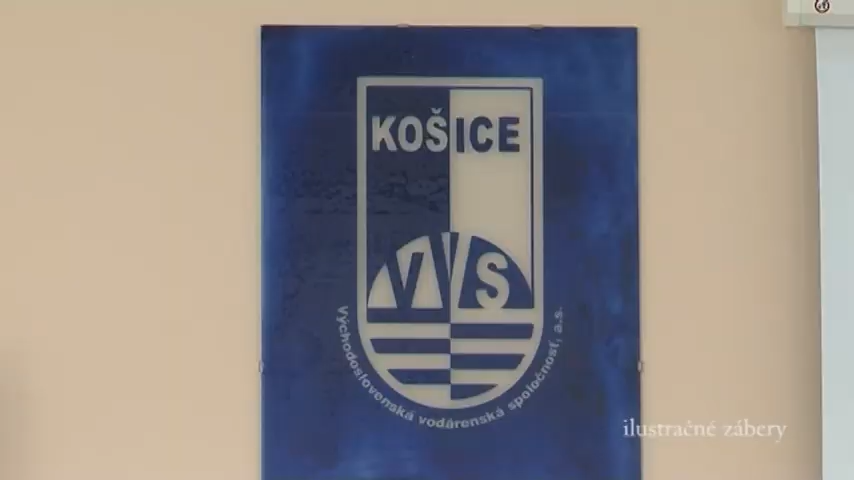 KOŠICE
VVS
Východoslovenská vodárenská spoločnosť, a.s.
ilustračné zábery